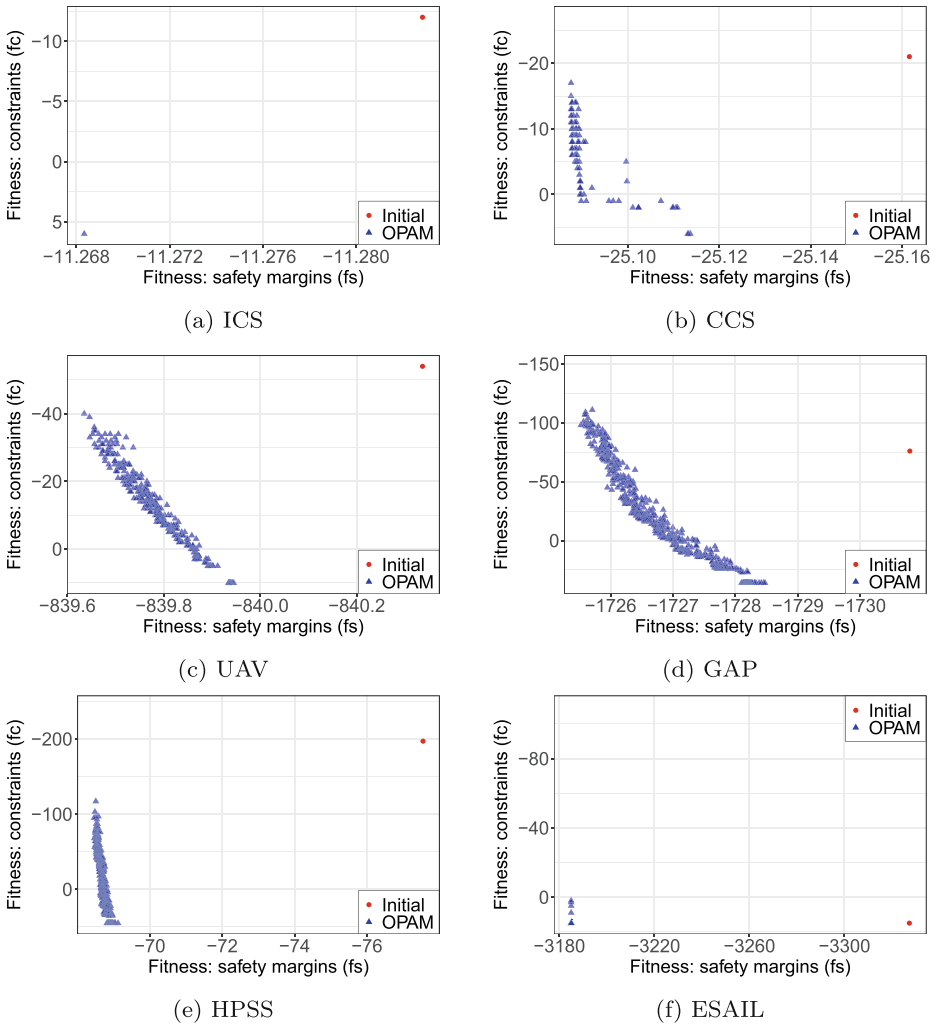 Fitness: constraints (fc)
−10
−5
0
5
Initial
OPAM
−11.268 −11.272 −11.276 −11.280
Fitness: safety margins (fs)
(a) ICS
Fitness: constraints (fc)
−20
−10
0
Initial
OPAM
−25.10 −25.12 −25.14 −25.16
Fitness: safety margins (fs)
(b) CCS
Fitness: constraints (fc)
−40
−20
0
Initial
OPAM
−839.6 −839.8 −840.0 −840.2
Fitness: safety margins (fs)
(c) UAV
Fitness: constraints (fc)
−150
−100
−50
0
Initial
OPAM
−1726 −1727 −1728 −1729 −1730
Fitness: safety margins (fs)
(d) GAP
Fitness: constraints (fc)
−200
−100
0
Initial
OPAM
−70 −72 −74 −76
Fitness: safety margins (fs)
(e) HPSS
Fitness: constraints (fc)
Initial
OPAM
−80
−40
0
−3180 −3220 −3260 −3300
Fitness: safety margins (fs)
(f) ESAIL